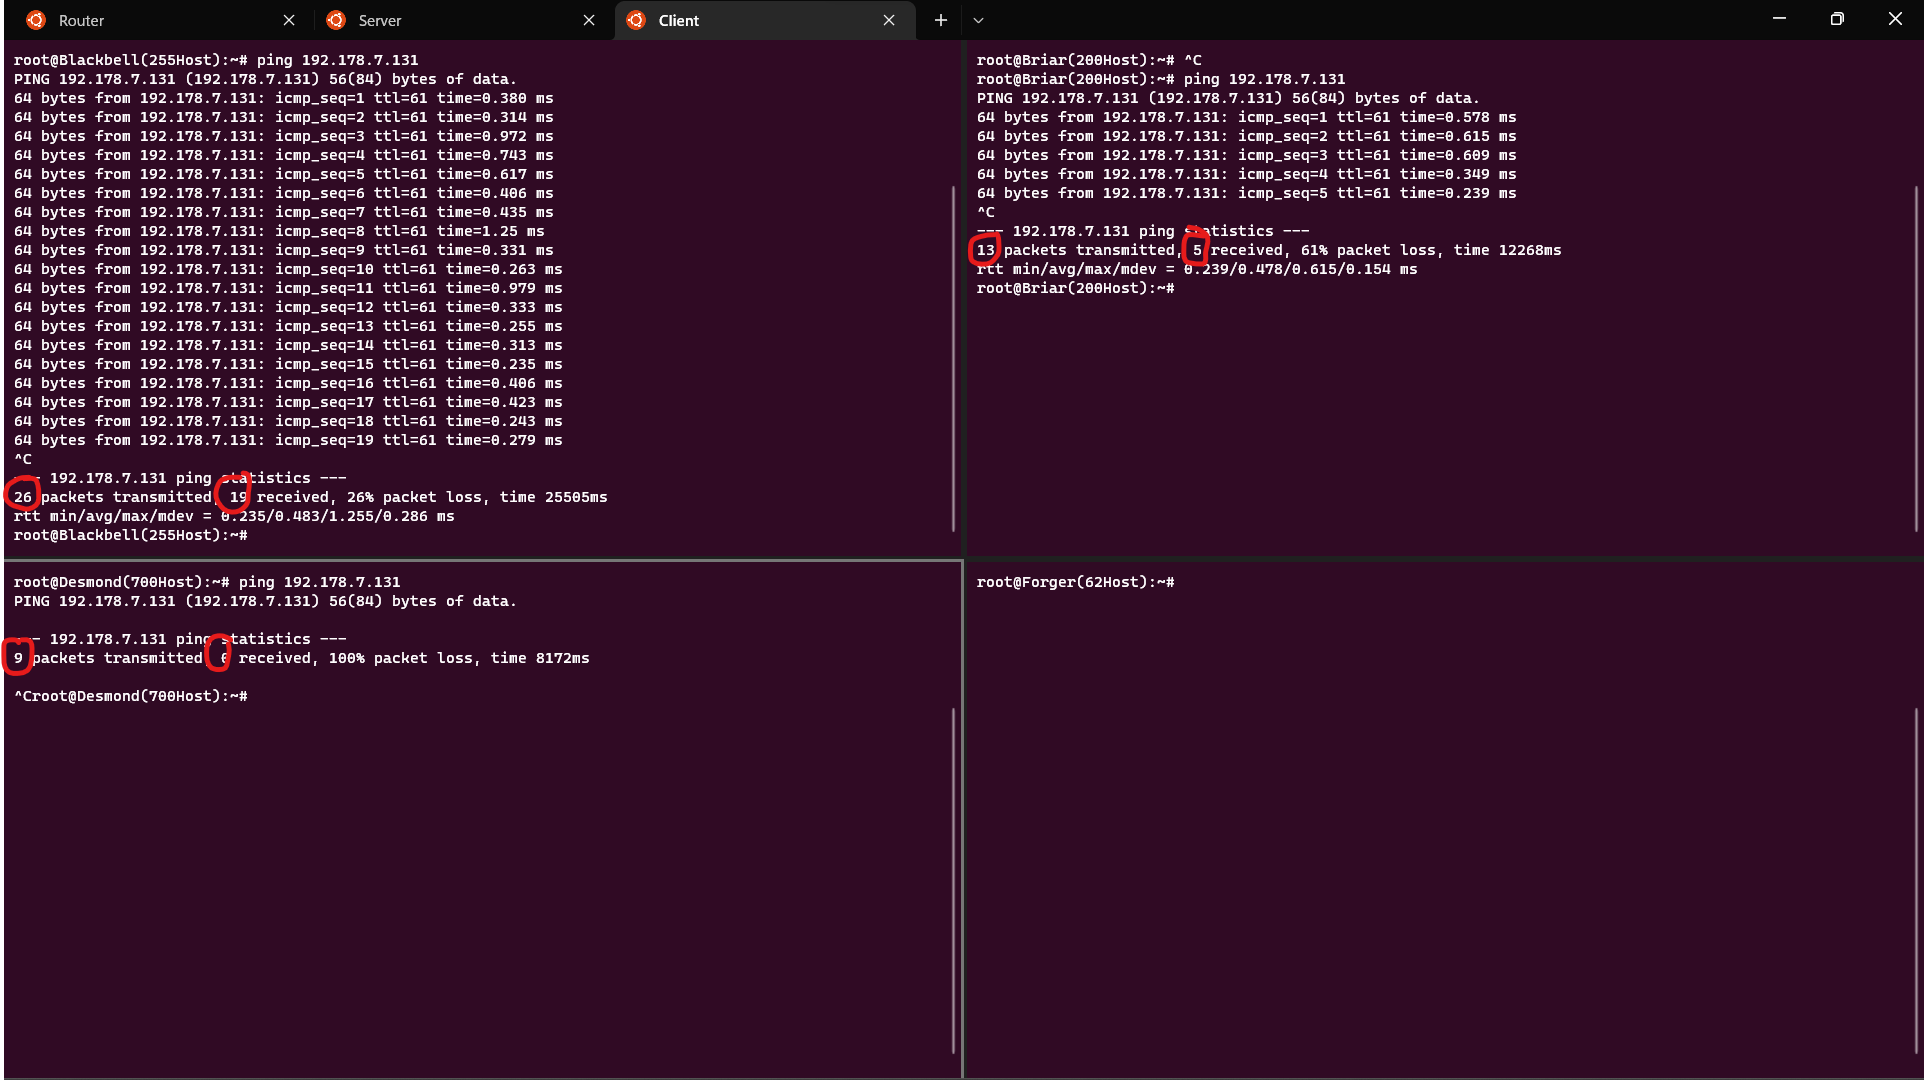 Router
Server
Client
root@Blackbell(255Host):~# ping 192.178.7.131
PING 192.178.7.131 (192.178.7.131) 56(84) bytes of data.
64 bytes from 192.178.7.131: icmp_seq=1 ttl=61 time=0.380 ms
64 bytes from 192.178.7.131: icmp_seq=2 ttl=61 time=0.314 ms
64 bytes from 192.178.7.131: icmp_seq=3 ttl=61 time=0.972 ms
64 bytes from 192.178.7.131: icmp_seq=4 ttl=61 time=0.743 ms
64 bytes from 192.178.7.131: icmp_seq=5 ttl=61 time=0.617 ms
64 bytes from 192.178.7.131: icmp_seq=6 ttl=61 time=0.406 ms
64 bytes from 192.178.7.131: icmp_seq=7 ttl=61 time=0.435 ms
64 bytes from 192.178.7.131: icmp_seq=8 ttl=61 time=1.25 ms
64 bytes from 192.178.7.131: icmp_seq=9 ttl=61 time=0.331 ms
64 bytes from 192.178.7.131: icmp_seq=10 ttl=61 time=0.263 ms
64 bytes from 192.178.7.131: icmp_seq=11 ttl=61 time=0.979 ms
64 bytes from 192.178.7.131: icmp_seq=12 ttl=61 time=0.333 ms
64 bytes from 192.178.7.131: icmp_seq=13 ttl=61 time=0.255 ms
64 bytes from 192.178.7.131: icmp_seq=14 ttl=61 time=0.313 ms
64 bytes from 192.178.7.131: icmp_seq=15 ttl=61 time=0.235 ms
64 bytes from 192.178.7.131: icmp_seq=16 ttl=61 time=0.406 ms
64 bytes from 192.178.7.131: icmp_seq=17 ttl=61 time=0.423 ms
64 bytes from 192.178.7.131: icmp_seq=18 ttl=61 time=0.243 ms
64 bytes from 192.178.7.131: icmp_seq=19 ttl=61 time=0.279 ms
^C
--- 192.178.7.131 ping statistics ---
26 packets transmitted, 19 received, 26% packet loss, time 25505ms
rtt min/avg/max/mdev = 0.235/0.483/1.255/0.286 ms
root@Blackbell(255Host):~#
root@Briar(200Host):~# ^C
root@Briar(200Host):~# ping 192.178.7.131
PING 192.178.7.131 (192.178.7.131) 56(84) bytes of data.
64 bytes from 192.178.7.131: icmp_seq=1 ttl=61 time=0.578 ms
64 bytes from 192.178.7.131: icmp_seq=2 ttl=61 time=0.615 ms
64 bytes from 192.178.7.131: icmp_seq=3 ttl=61 time=0.609 ms
64 bytes from 192.178.7.131: icmp_seq=4 ttl=61 time=0.349 ms
64 bytes from 192.178.7.131: icmp_seq=5 ttl=61 time=0.239 ms
^C
--- 192.178.7.131 ping statistics ---
13 packets transmitted, 5 received, 61% packet loss, time 12268ms
rtt min/avg/max/mdev = 0.239/0.478/0.615/0.154 ms
root@Briar(200Host):~#
root@Desmond(700Host):~# ping 192.178.7.131
PING 192.178.7.131 (192.178.7.131) 56(84) bytes of data.
--- 192.178.7.131 ping statistics ---
9 packets transmitted, 0 received, 100% packet loss, time 8172ms
^Croot@Desmond(700Host):~#
root@Forger(62Host):~#